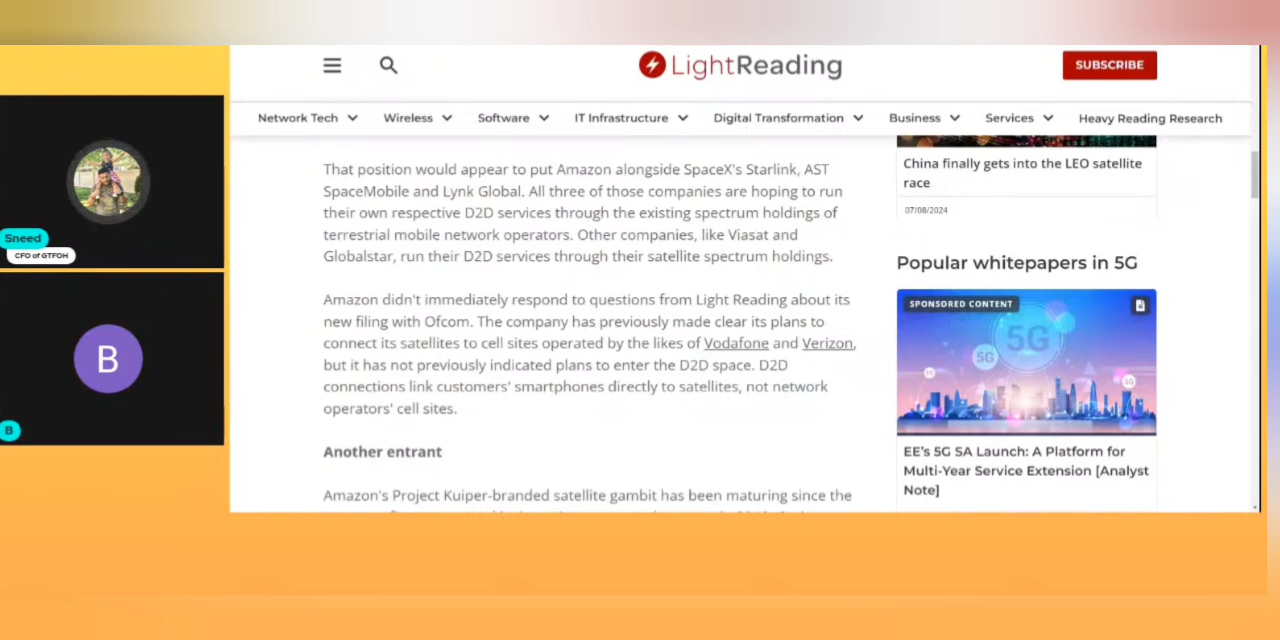 LightReading
SUBSCRIBE
Network Tech
Wireless
Software
IT Infrastructure
Digital Transformation
Business
Services
Heavy Reading Research
Sneed
CFO of GTFOH
B
B
That position would appear to put Amazon alongside SpaceX's Starlink, AST
SpaceMobile and Lynk Global. All three of those companies are hoping to run
their own respective D2D services through the existing spectrum holdings of
terrestrial mobile network operators. Other companies, like Viasat and
Globalstar, run their D2D services through their satellite spectrum holdings.
Amazon didn't immediately respond to questions from Light Reading about its
new filing with Ofcom. The company has previously made clear its plans to
connect its satellites to cell sites operated by the likes of Vodafone and Verizon,
but it has not previously indicated plans to enter the D2D space. D2D
connections link customers' smartphones directly to satellites, not network
operators' cell sites.
Another entrant
Amazon's Project Kuiper-branded satellite gambit has been maturing since the
China finally gets into the LEO satellite
race
07/08/2024
Popular whitepapers in 5G
SPONSORED CONTENT
5G
5G
5G
5G
EE's 5G SA Launch: A Platform for
Multi-Year Service Extension [Analyst
Note]